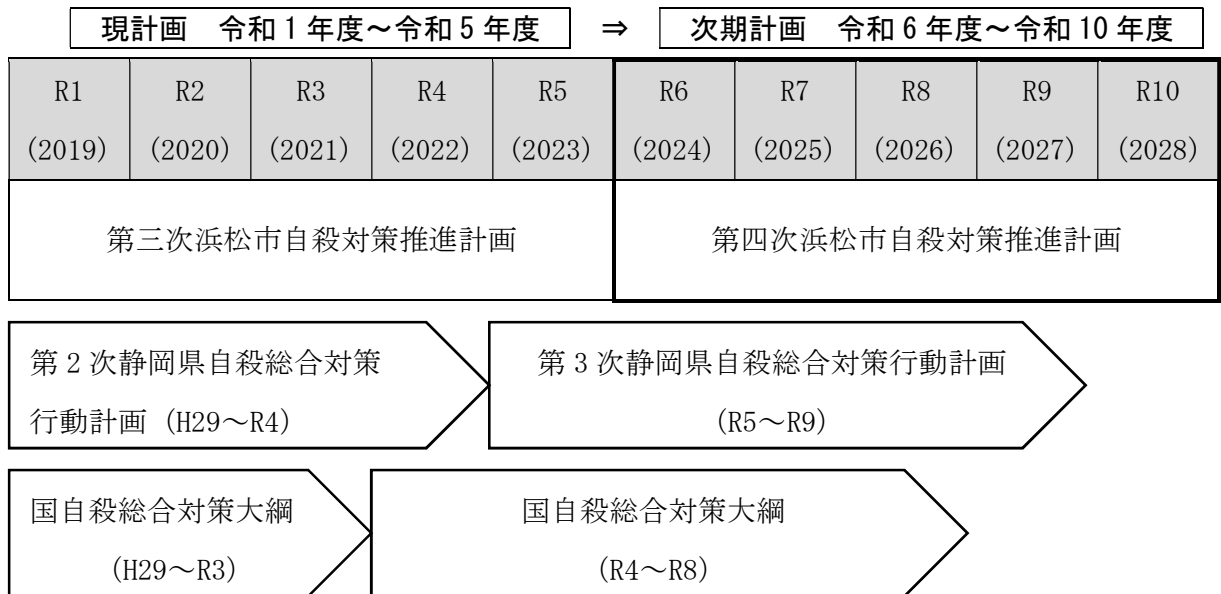 現計画 令和1年度～令和5年度 ⇒ 次期計画 令和6年度～令和10年度
R1 R2 R3 R4 R5 R6 R7 R8 R9 R10
(2019) (2020) (2021) (2022) (2023) (2024) (2025) (2026) (2027) (2028)
第三次浜松市自殺対策推進計画 第四次浜松市自殺対策推進計画
第2次静岡県自殺総合対策
行動計画 (H29～R4)
第3次静岡県自殺総合対策行動計画
(R5～R9)
国自殺総合対策大綱
(H29～R3)
国自殺総合対策大綱
(R4～R8)